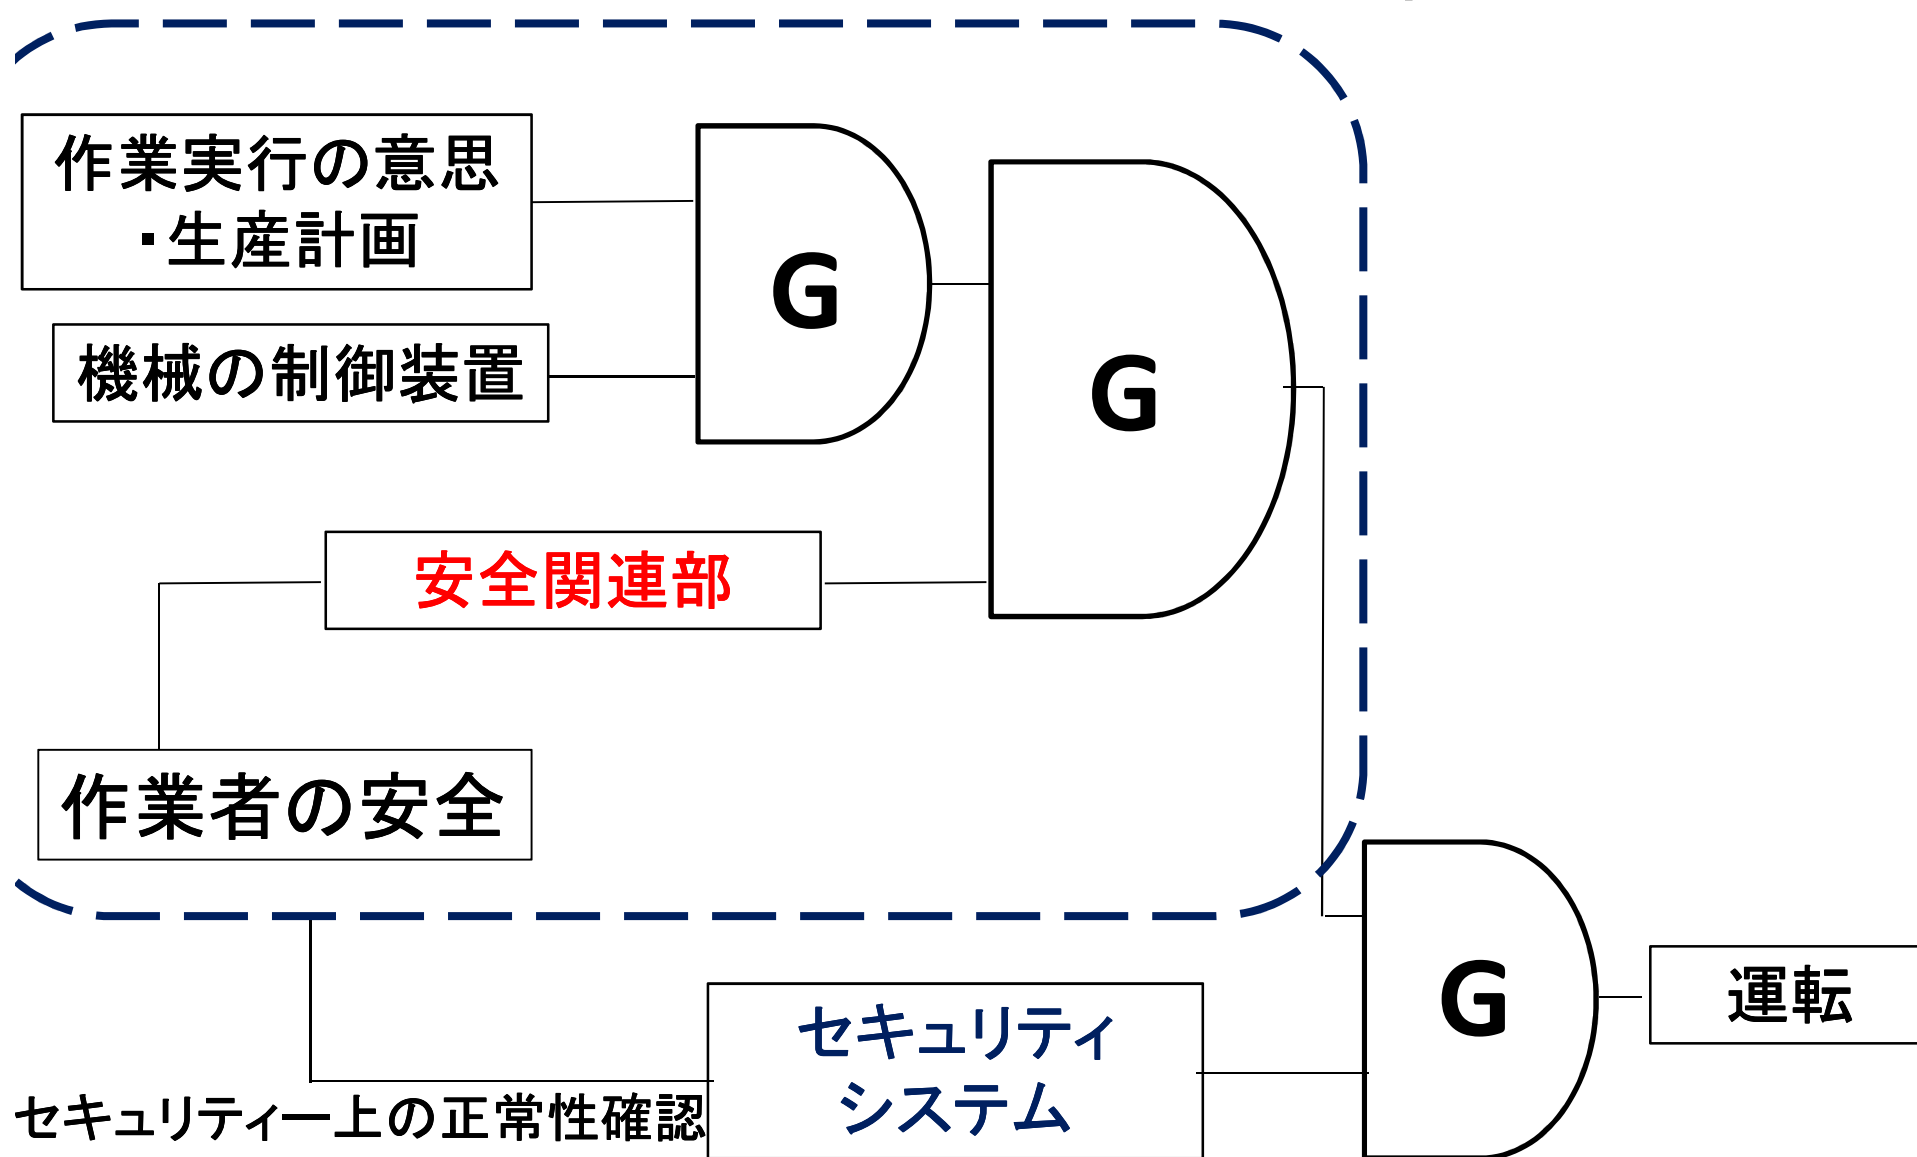 作業実行の意思
・生産計画
G
機械の制御装置
G
安全関連部
作業者の安全
G
運転
セキュリティ
システム
セキュリティー上の正常性確認